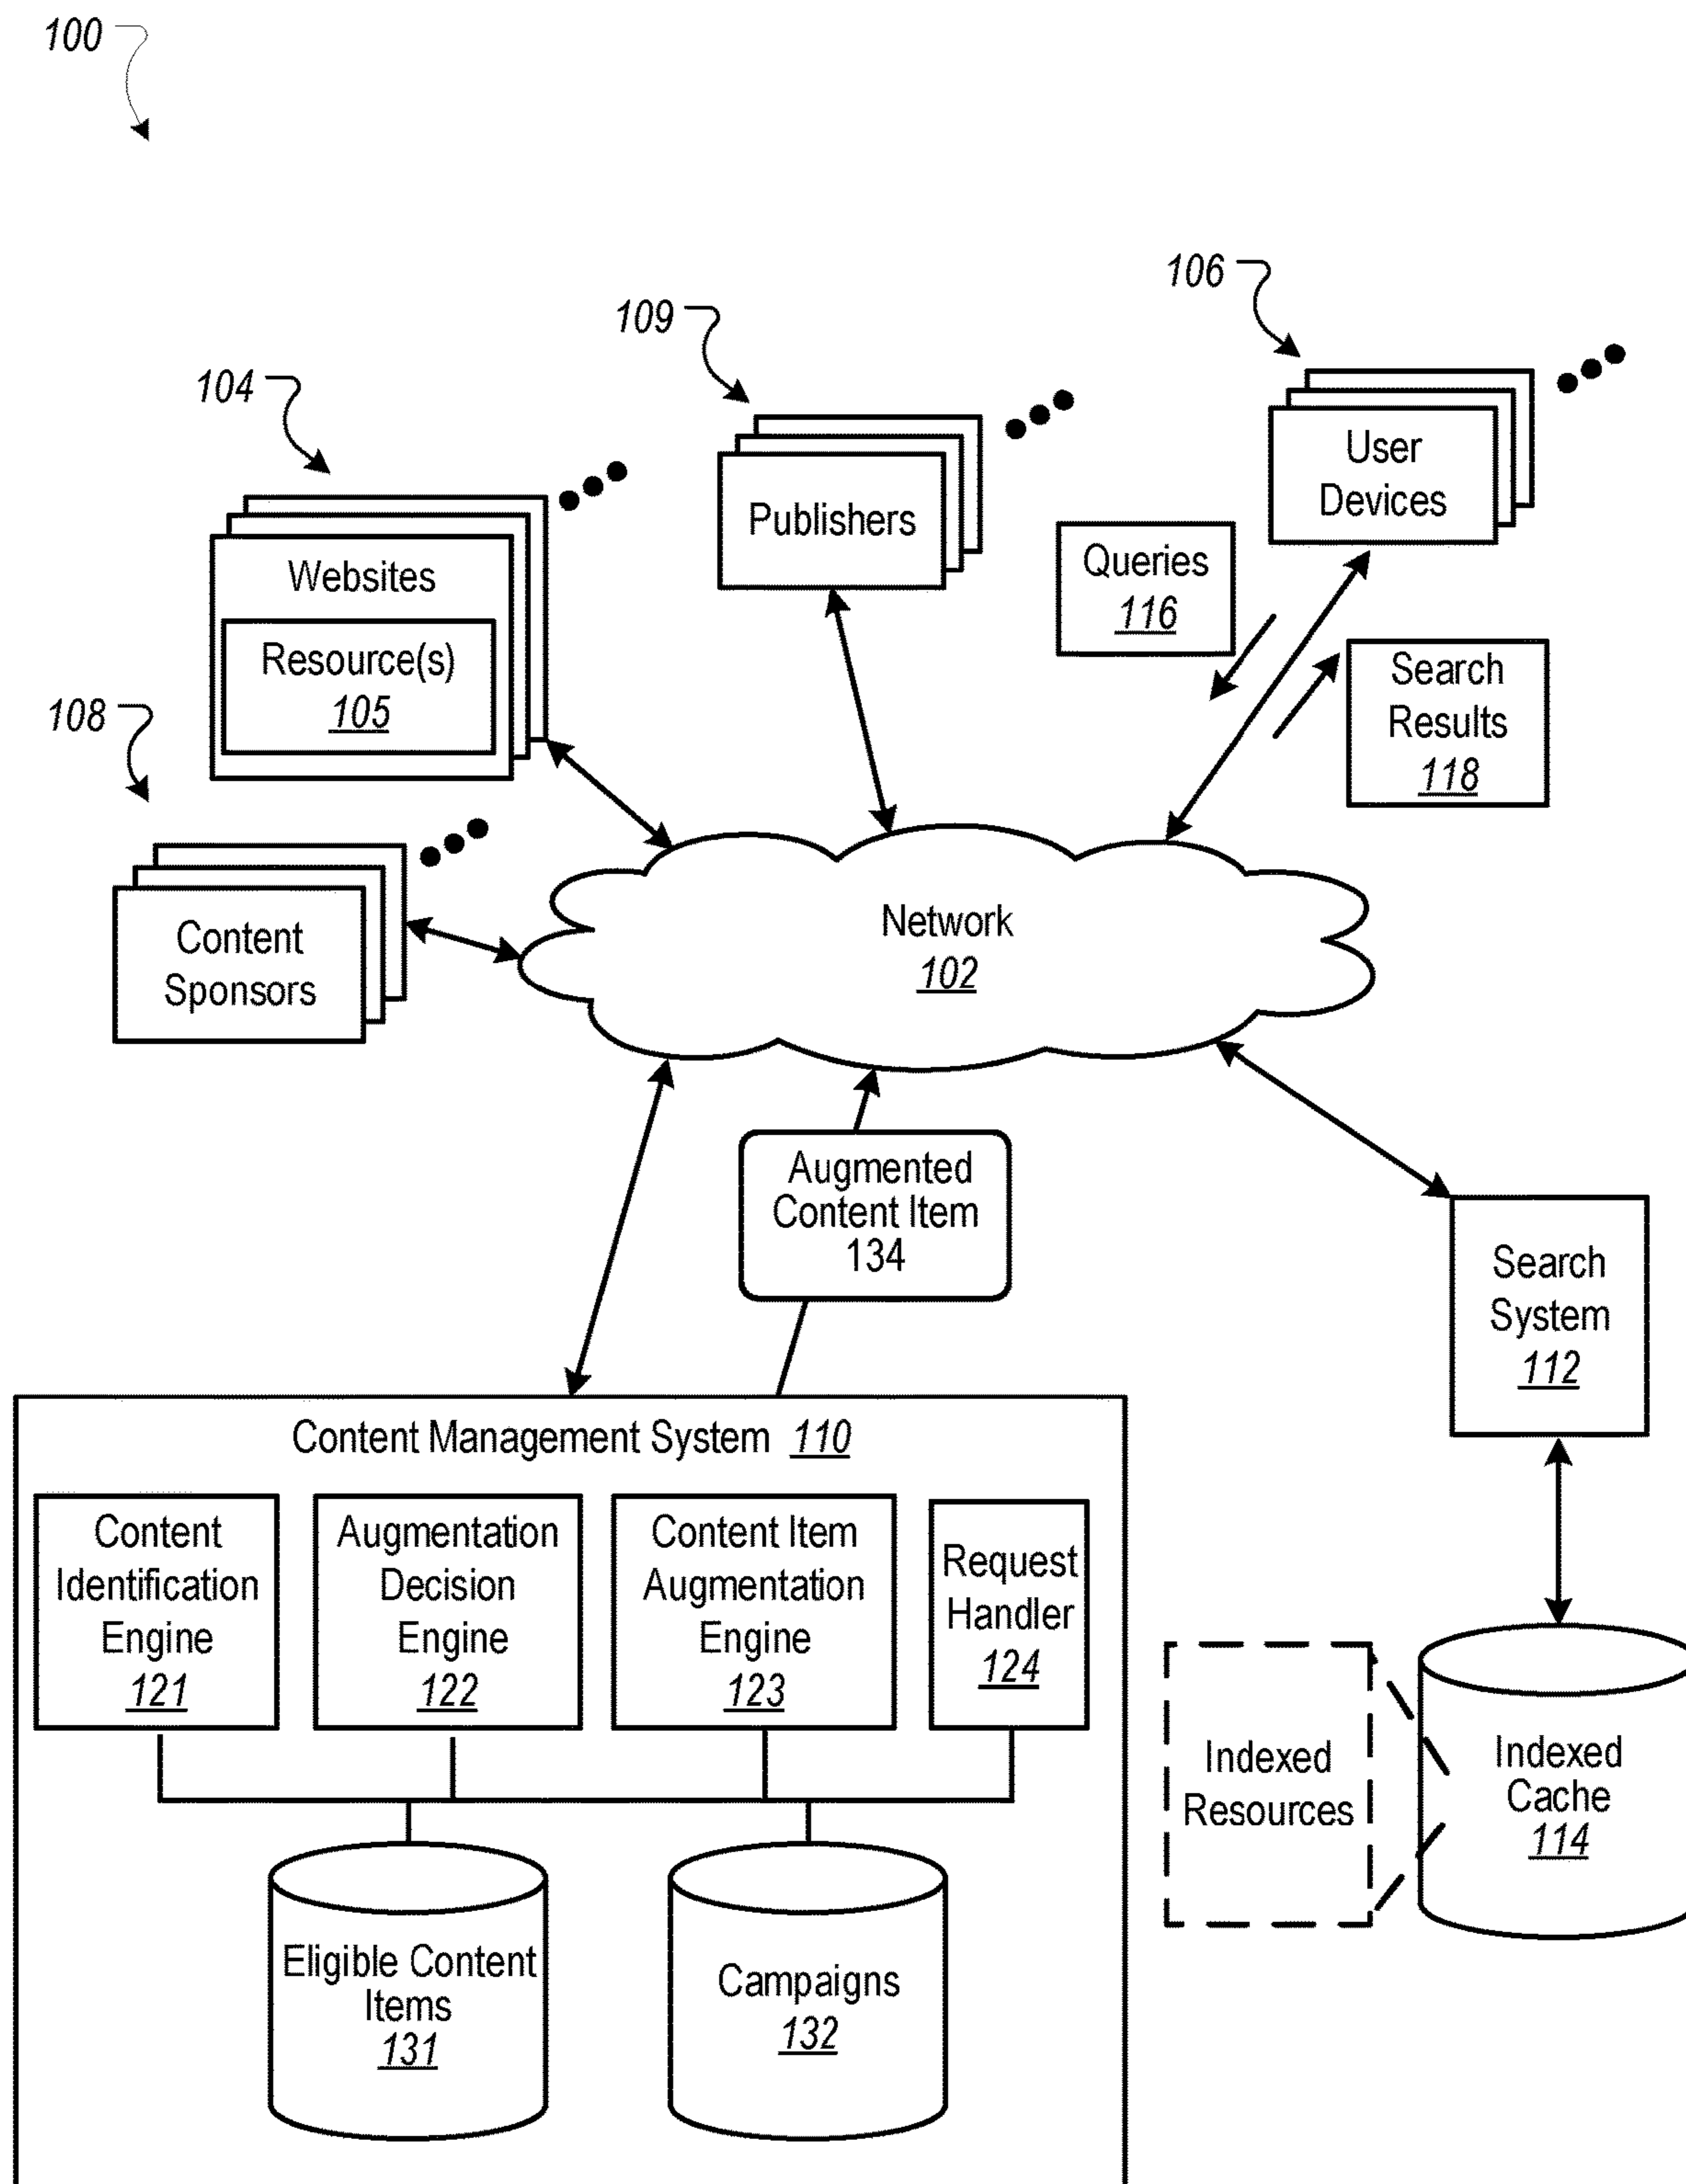 100
106
109
104
User
Devices
Publishers
Queries
116
Websites
Resource(s)
105
Search
Results
118
108
Content
Sponsors
Network
102
Augmented
Content Item
134
Search
System
112
Content Management System 110
Content
Identification
Engine
121
Augmentation
Decision
Engine
122
Content Item
Augmentation
Engine
123
Request
Handler
124
Indexed
Resources
Indexed
Cache
114
Eligible Content
Items
131
Campaigns
132